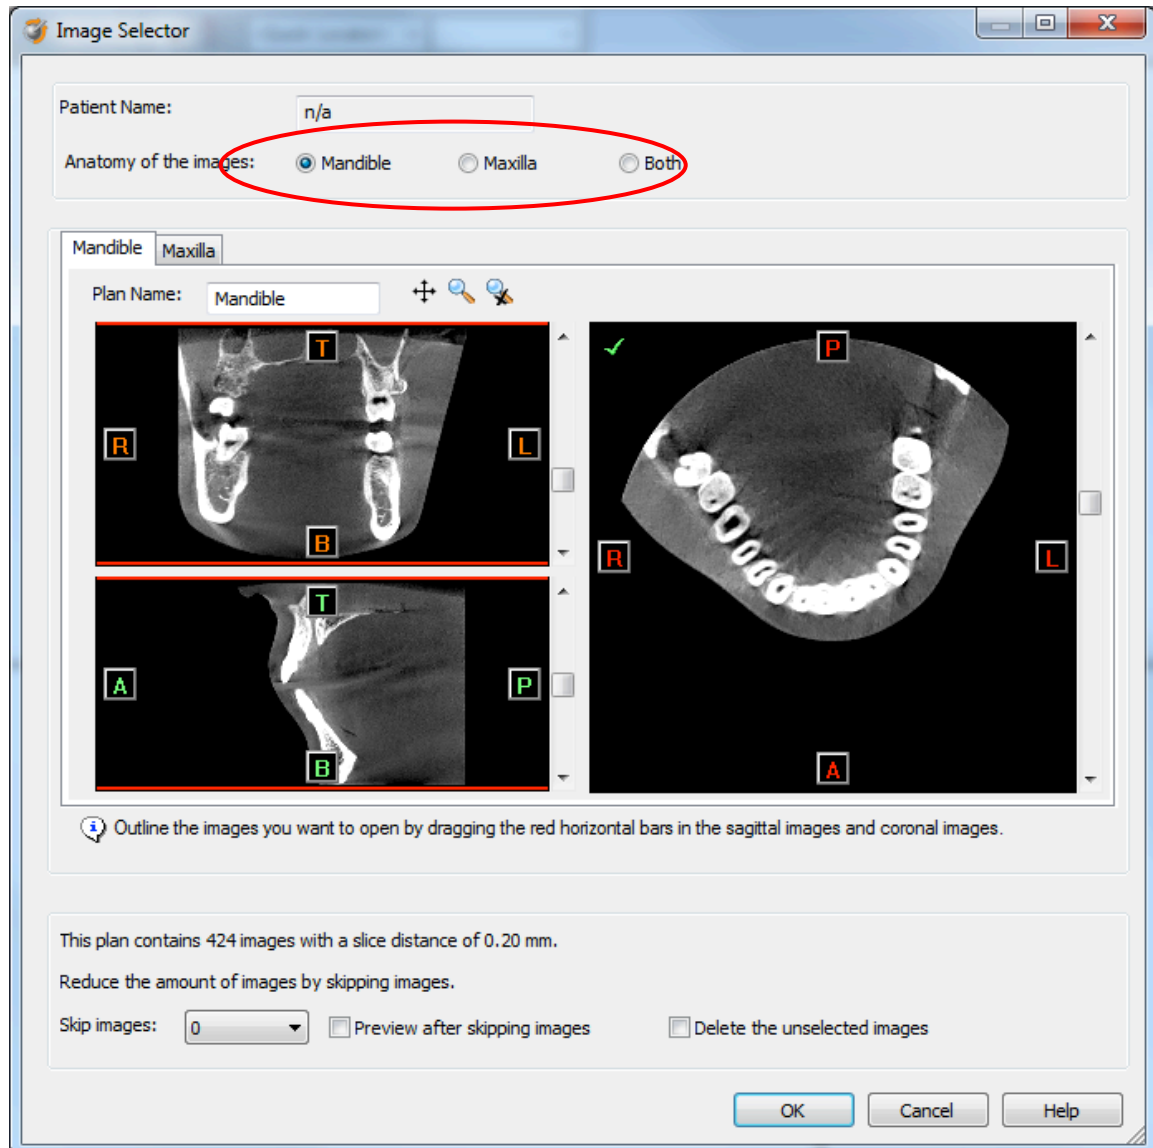 Image Selector
Patient Name: n/a
Anatomy of the images: Mandible Maxilla Both
Mandible Maxilla
Plan Name: Mandible
T
R L
B
T
A P
B
P
R L
A
Outline the images you want to open by dragging the red horizontal bars in the sagittal images and coronal images.
This plan contains 424 images with a slice distance of 0.20 mm.
Reduce the amount of images by skipping images.
Skip images: 0 Preview after skipping images Delete the unselected images
OK Cancel Help